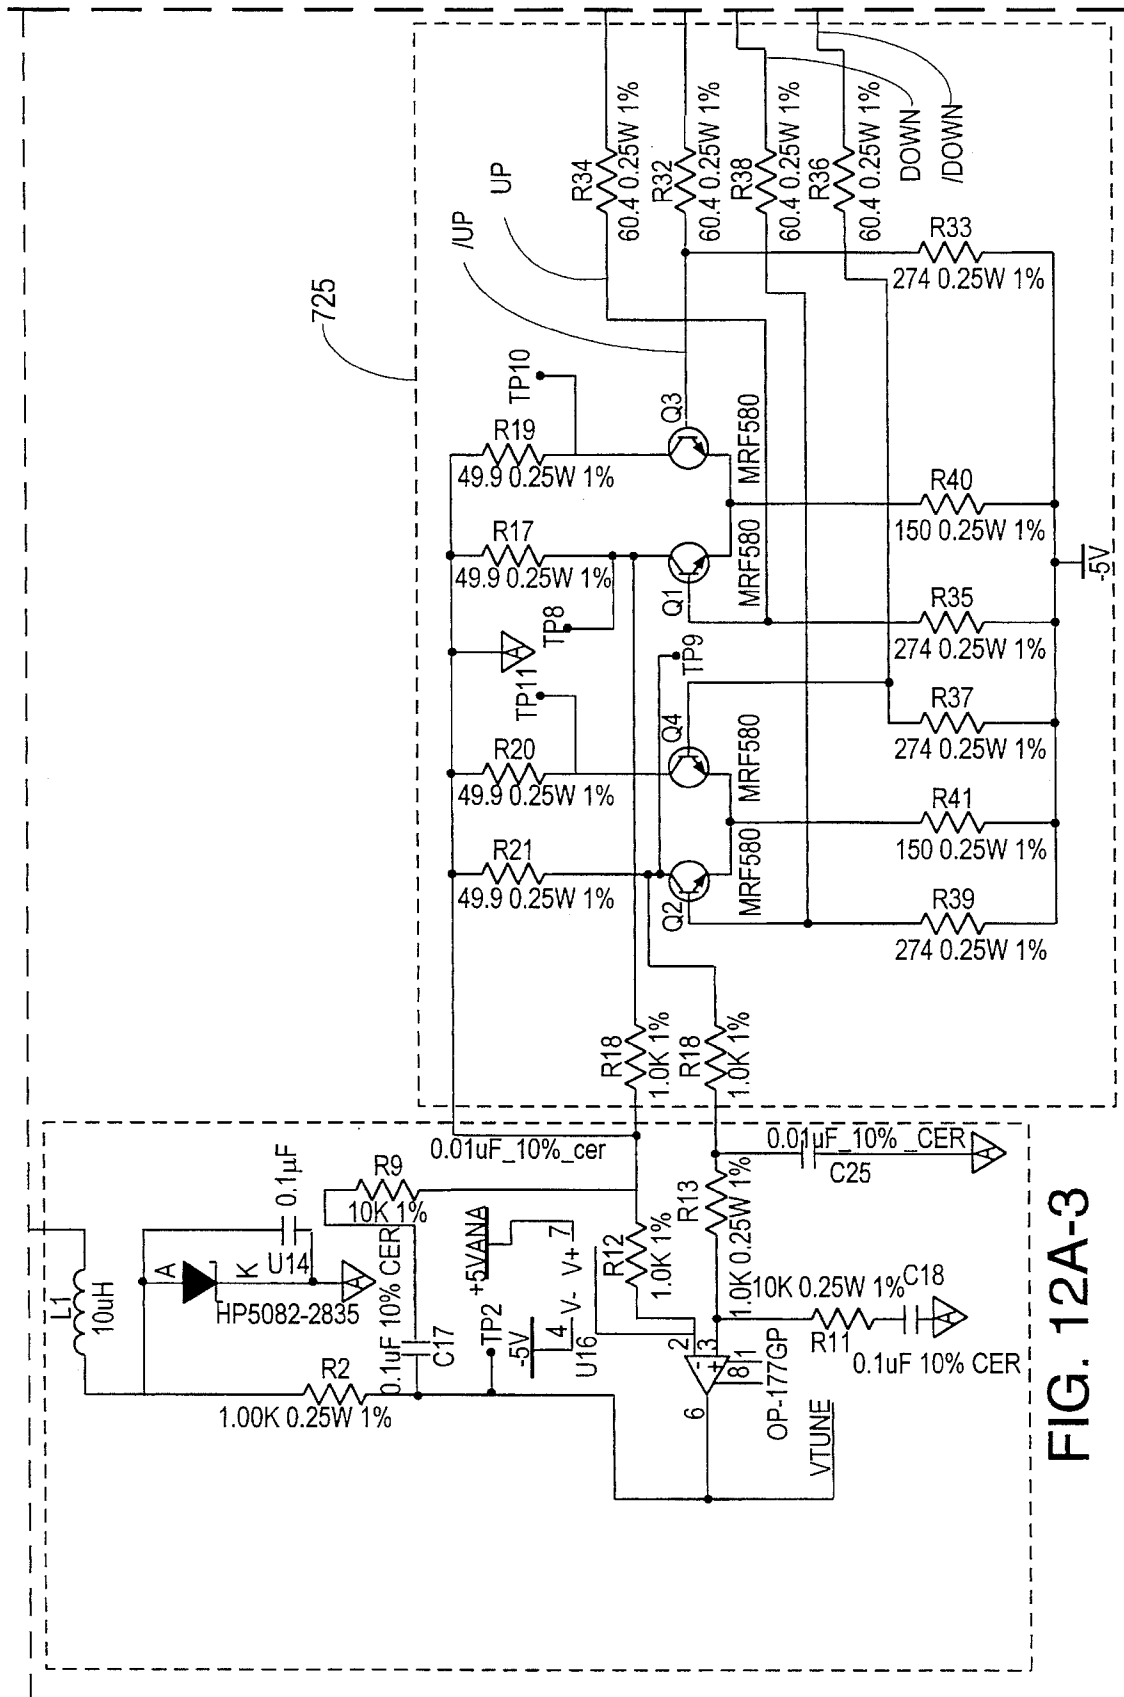 R34
60.4 0.25W 1%
R32
60.4 0.25W 1%
R38
60.4 0.25W 1%
R36
60.4 0.25W 1%
DOWN
/DOWN
UP
/UP
725
R33
274 0.25W 1%
TP10
R19
49.9 0.25W 1%
Q3
MRF580
R40
150 0.25W 1%
R17
49.9 0.25W 1%
Q1
MRF580
-5V
TP8
R35
274 0.25W 1%
A
TP9
TP11
R37
274 0.25W 1%
R20
49.9 0.25W 1%
Q4
MRF580
R41
150 0.25W 1%
R21
49.9 0.25W 1%
Q2
MRF580
R39
274 0.25W 1%
R18
1.0K 1%
R18
1.0K 1%
0.01uF_10%_cer
0.01µF_10%_CER
C25
A
0.1µF
R9
10K 1%
R13
1.0K 0.25W 1%
A
K
U14
A
HP5082-2835
L1
10uH
0.1uF 10% CER
C17
+5VANA
7
V+
R12
1.0K 1%
TP2
-5V
4
V-
U16
2
3
-
+
8
1
6
OP-177GP
10K 0.25W 1%
R11
C18
A
0.1uF 10% CER
R2
1.00K 0.25W 1%
VTUNE
FIG. 12A-3